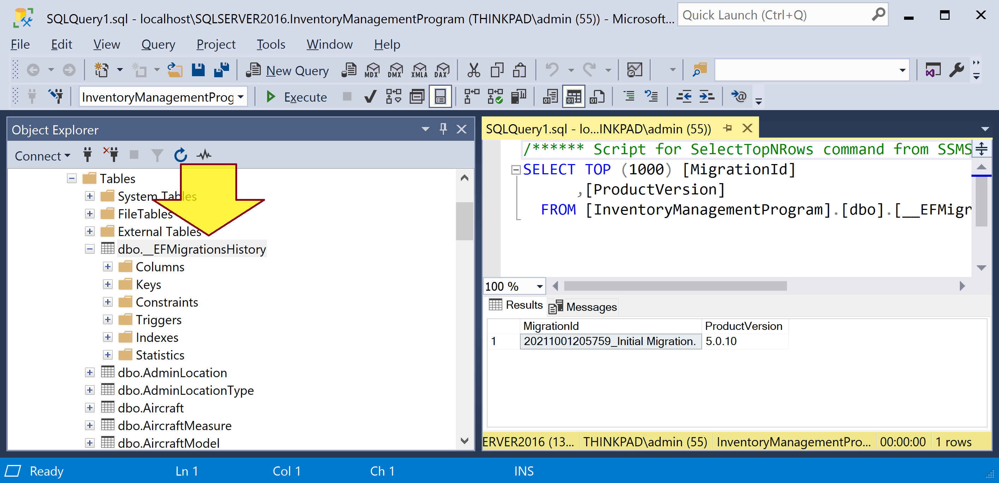 SQLQuery1.sql - localhost\SQLSERVER2016.InventoryManagementProgram (THINKPAD\admin (55)) - Microsoft...
Quick Launch (Ctrl+Q)
File Edit View Query Project Tools Window Help
New Query MDX DMX XMLA DAX
InventoryManagementProg Execute
Object Explorer
Connect
Tables
System Tables
FileTables
External Tables
dbo.__EFMigrationsHistory
Columns
Keys
Constraints
Triggers
Indexes
Statistics
dbo.AdminLocation
dbo.AdminLocationType
dbo.Aircraft
dbo.AircraftMeasure
dbo.AircraftModel
SQLQuery1.sql - lo...INKPAD\admin (55))
/****** Script for SelectTopNRows command from SSMS
SELECT TOP (1000) [MigrationId]
,[ProductVersion]
FROM [InventoryManagementProgram].[dbo].[__EFMigr
100 %
Results Messages
MigrationId ProductVersion
1 20211001205759_Initial Migration. 5.0.10
ERVER2016 (13... THINKPAD\admin (55) InventoryManagementPro... 00:00:00 1 rows
Ready Ln 1 Col 1 Ch 1 INS